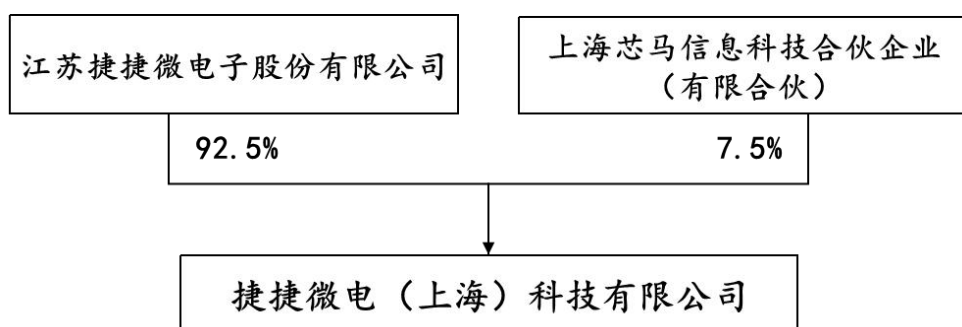 江苏捷捷微电子股份有限公司
上海芯马信息科技合伙企业
（有限合伙）
92.5%
7.5%
捷捷微电（上海）科技有限公司